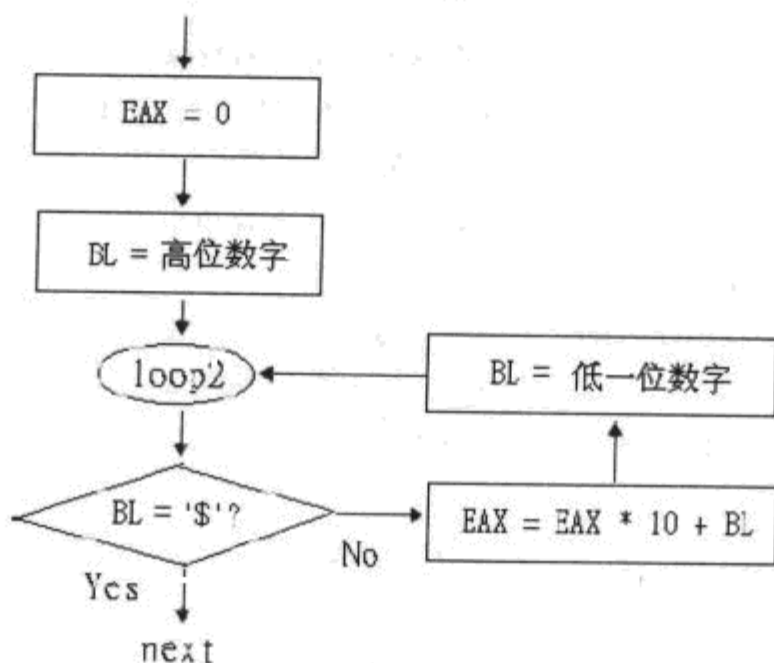 EAX = 0
BL = 高位数字
loop2
BL = 低一位数字
BL = '$'?
EAX = EAX * 10 + BL
No
Yes
next